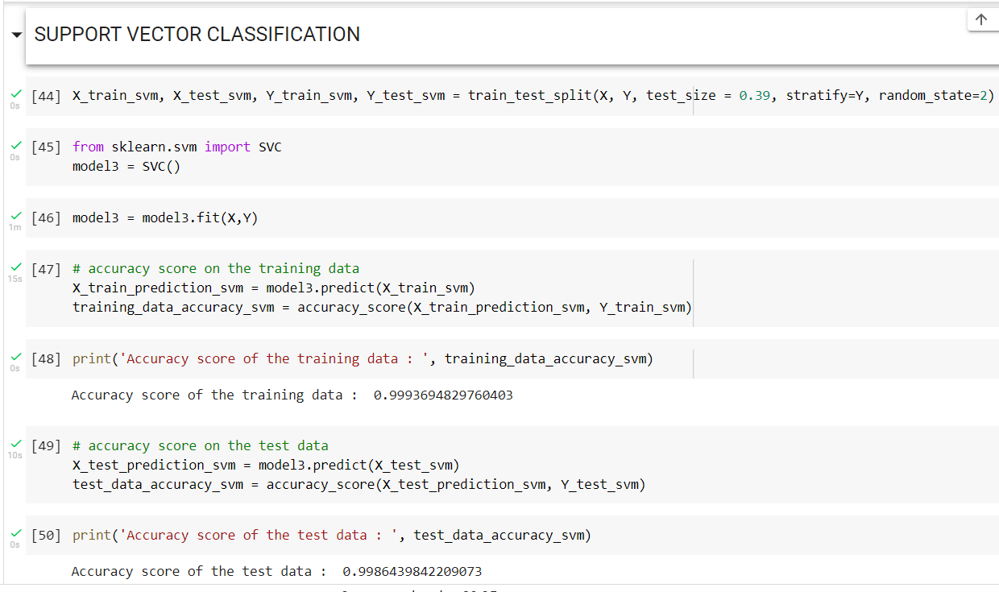 SUPPORT VECTOR CLASSIFICATION
[44] X_train_svm, X_test_svm, Y_train_svm, Y_test_svm = train_test_split(X, Y, test_size = 0.39, stratify=Y, random_state=2)
0s
[45] from sklearn.svm import SVC
0s
model3 = SVC()
[46] model3 = model3.fit(X,Y)
1m
[47] # accuracy score on the training data
15s
X_train_prediction_svm = model3.predict(X_train_svm)
training_data_accuracy_svm = accuracy_score(X_train_prediction_svm, Y_train_svm)
[48] print('Accuracy score of the training data : ', training_data_accuracy_svm)
0s
Accuracy score of the training data :  0.9993694829760403
[49] # accuracy score on the test data
10s
X_test_prediction_svm = model3.predict(X_test_svm)
test_data_accuracy_svm = accuracy_score(X_test_prediction_svm, Y_test_svm)
[50] print('Accuracy score of the test data : ', test_data_accuracy_svm)
0s
Accuracy score of the test data :  0.9986439842209073